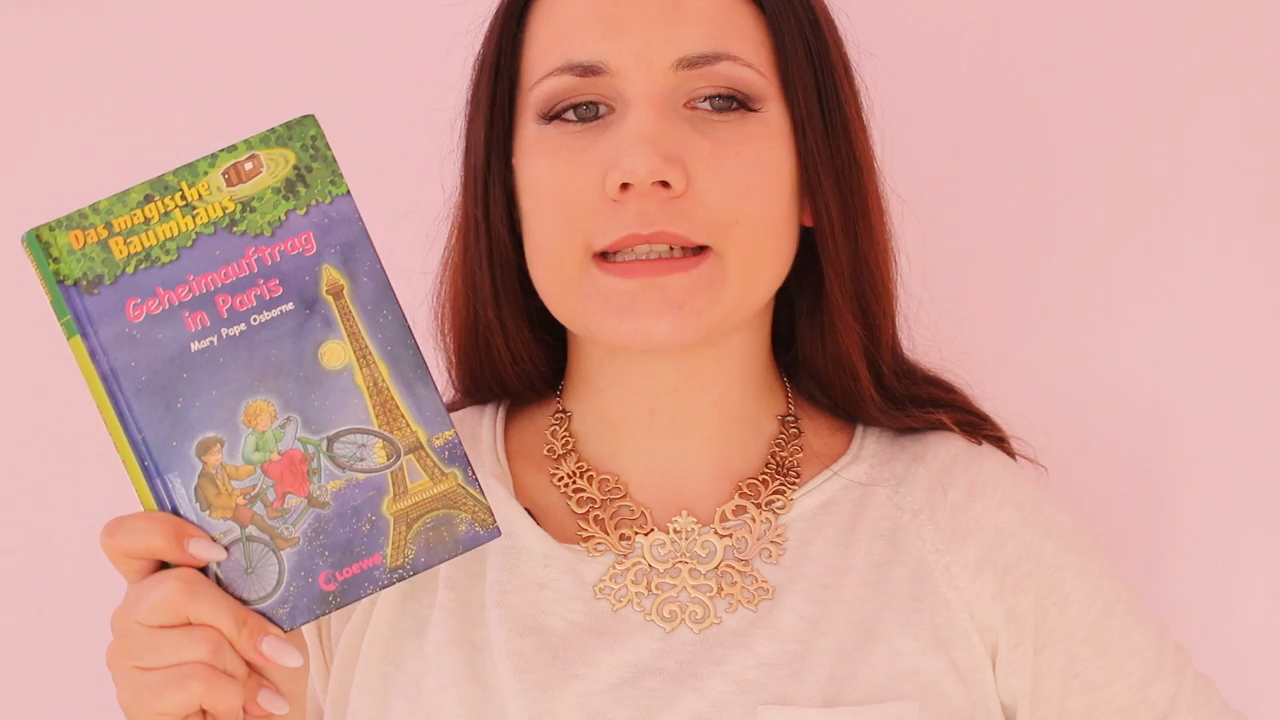 Das magische
Baumhaus
Geheimauftrag
in Paris
Mary Pope Osborne
Loewe